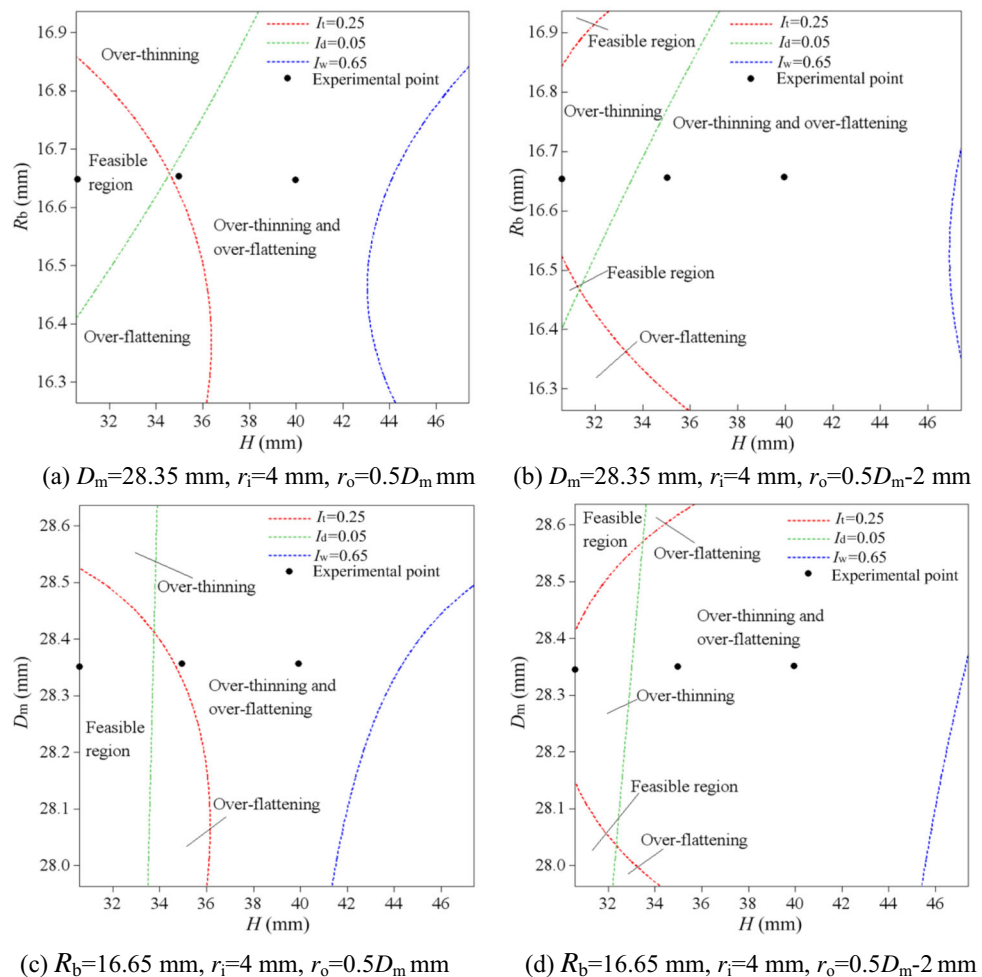 16.9
16.8
16.7
16.6
16.5
16.4
16.3
Rb (mm)
It=0.25
Id=0.05
Iw=0.65
Experimental point
Over-thinning
Feasible
region
Over-thinning and
over-flattening
Over-flattening
32 34 36 38 40 42 44 46
H (mm)
(a) Dm=28.35 mm, ri=4 mm, ro=0.5Dm mm
16.9
16.8
16.7
16.6
16.5
16.4
16.3
Rb (mm)
It=0.25
Id=0.05
Iw=0.65
Experimental point
Feasible region
Over-thinning
Over-thinning and over-flattening
Feasible region
Over-flattening
32 34 36 38 40 42 44 46
H (mm)
(b) Dm=28.35 mm, ri=4 mm, ro=0.5Dm-2 mm
28.6
28.5
28.4
28.3
28.2
28.1
28.0
Dm (mm)
It=0.25
Id=0.05
Iw=0.65
Experimental point
Over-thinning
Over-thinning and
over-flattening
Feasible
region
Over-flattening
32 34 36 38 40 42 44 46
H (mm)
(c) Rb=16.65 mm, ri=4 mm, ro=0.5Dm mm
28.6
28.5
28.4
28.3
28.2
28.1
28.0
Dm (mm)
It=0.25
Id=0.05
Iw=0.65
Experimental point
Feasible
region
Over-flattening
Over-thinning and
over-flattening
Over-thinning
Feasible region
Over-flattening
32 34 36 38 40 42 44 46
H (mm)
(d) Rb=16.65 mm, ri=4 mm, ro=0.5Dm-2 mm